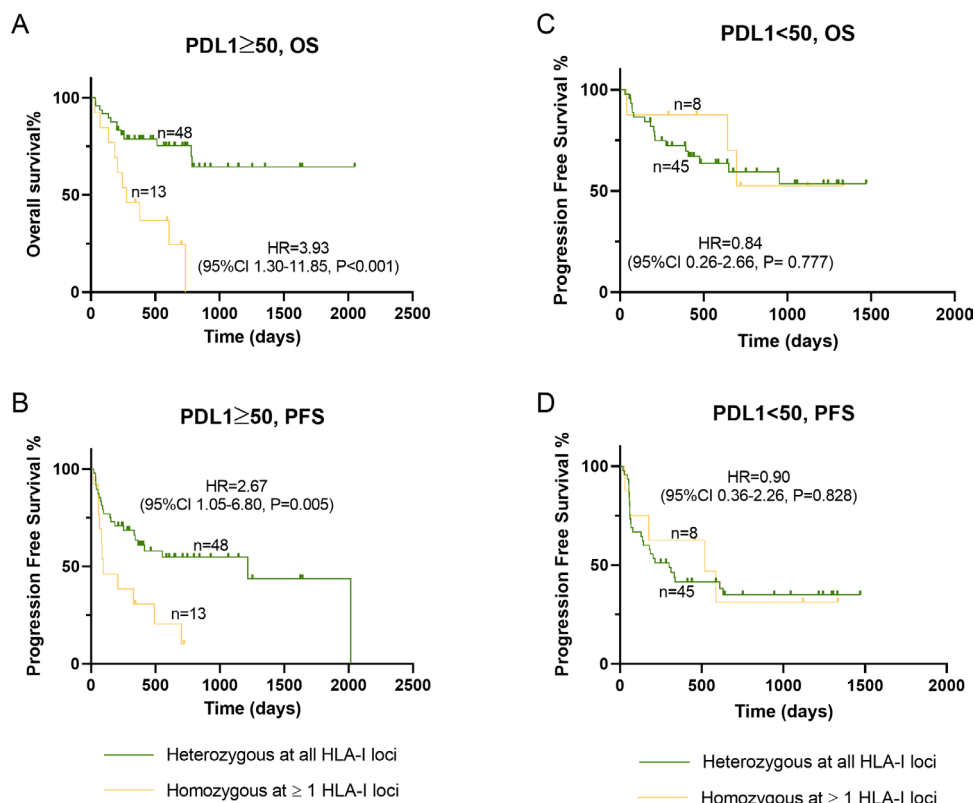 A
PDL1≥50, OS
Overall survival%
100
50
0
n=48
n=13
HR=3.93
(95%CI 1.30-11.85, P<0.001)
0 500 1000 1500 2000 2500
Time (days)
C
PDL1<50, OS
Progression Free Survival %
100
50
0
n=8
n=45
HR=0.84
(95%CI 0.26-2.66, P= 0.777)
0 500 1000 1500 2000
Time (days)
B
PDL1≥50, PFS
Progression Free Survival %
100
50
0
HR=2.67
(95%CI 1.05-6.80, P=0.005)
n=48
n=13
0 500 1000 1500 2000 2500
Time (days)
Heterozygous at all HLA-I loci
Homozygous at ≥ 1 HLA-I loci
D
PDL1<50, PFS
Progression Free Survival %
100
50
0
HR=0.90
(95%CI 0.36-2.26, P=0.828)
n=8
n=45
0 500 1000 1500 2000
Time (days)
Heterozygous at all HLA-I loci
Homozygous at ≥ 1 HLA-I loci